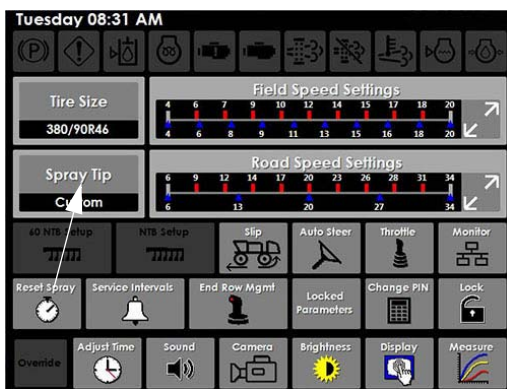 Tuesday 08:31 AM
Tire Size
380/90R46
Field Speed Settings
4 6 7 9 10 12 14 15 17 18 20
4 6 8 9 11 13 15 16 18 20
Spray Tip
Custom
Road Speed Settings
6 9 12 14 17 20 23 26 28 31 34
6 13 20 27 34
60 NTB Setup
NTB Setup
Slip
Auto Steer
Throttle
Monitor
Reset Spray
Service Intervals
End Row Mgmt
Locked
Parameters
Change PIN
Lock
Override
Adjust Time
Sound
Camera
Brightness
Display
Measure